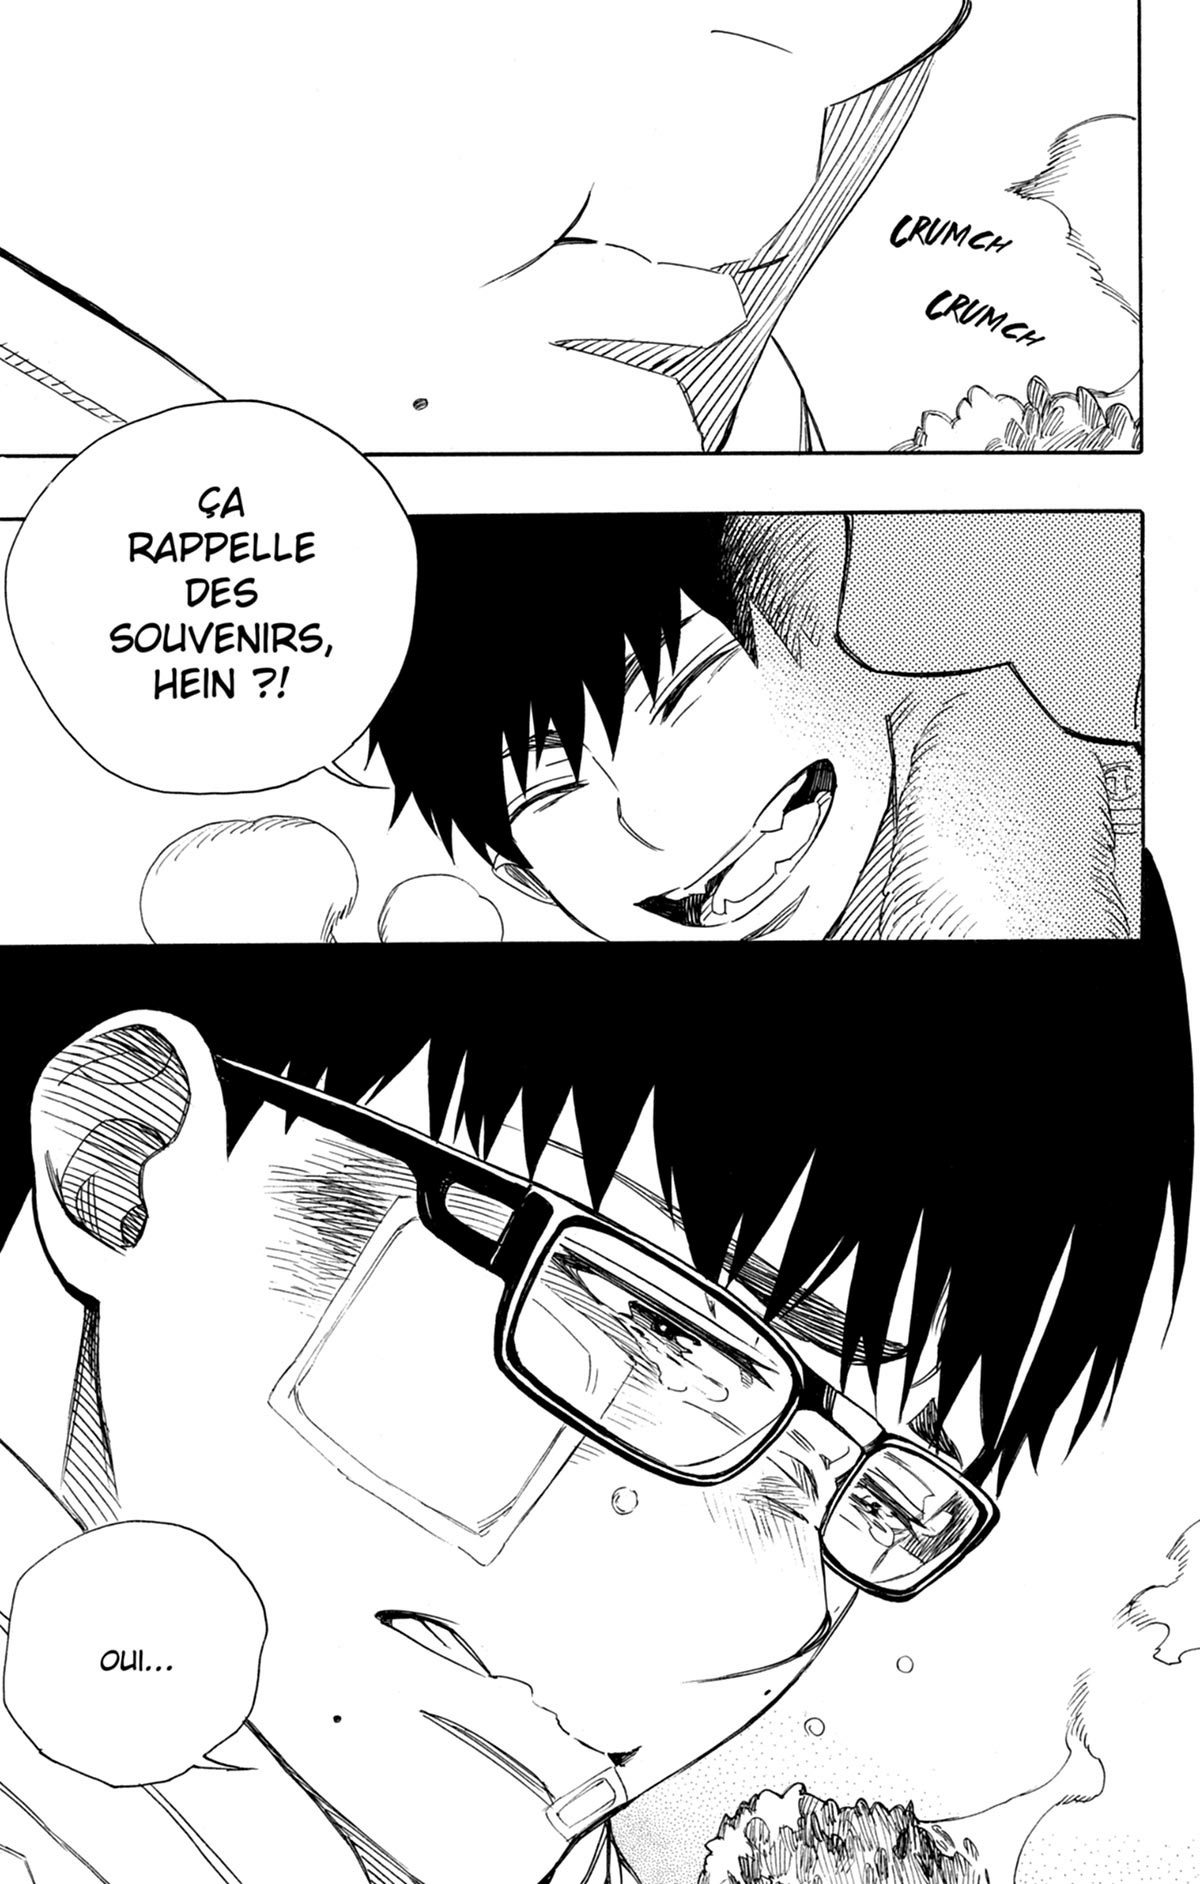 CRUMCH
CRUMCH
ÇA
RAPPELLE
DES
SOUVENIRS,
HEIN ?!
OUI...